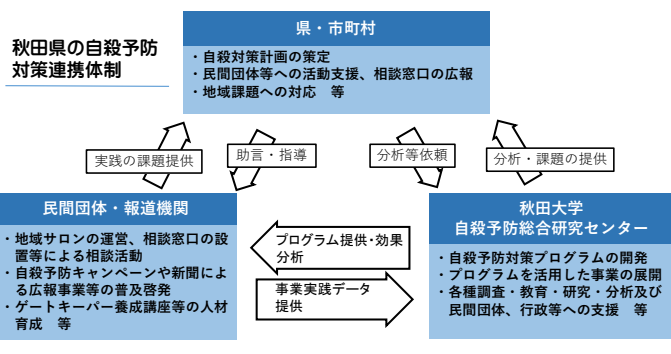 秋田県の自殺予防
対策連携体制
県・市町村
・自殺対策計画の策定
・民間団体等への活動支援、相談窓口の広報
・地域課題への対応　等
実践の課題提供
助言・指導
分析等依頼
分析・課題の提供
民間団体・報道機関
・地域サロンの運営、相談窓口の設
置等による相談活動
・自殺予防キャンペーンや新聞によ
る広報事業等の普及啓発
・ゲートキーパー養成講座等の人材
育成　等
プログラム提供・効果
分析
事業実践データ
提供
秋田大学
自殺予防総合研究センター
・自殺予防対策プログラムの開発
・プログラムを活用した事業の展開
・各種調査・教育・研究・分析及び
民間団体、行政等への支援　等